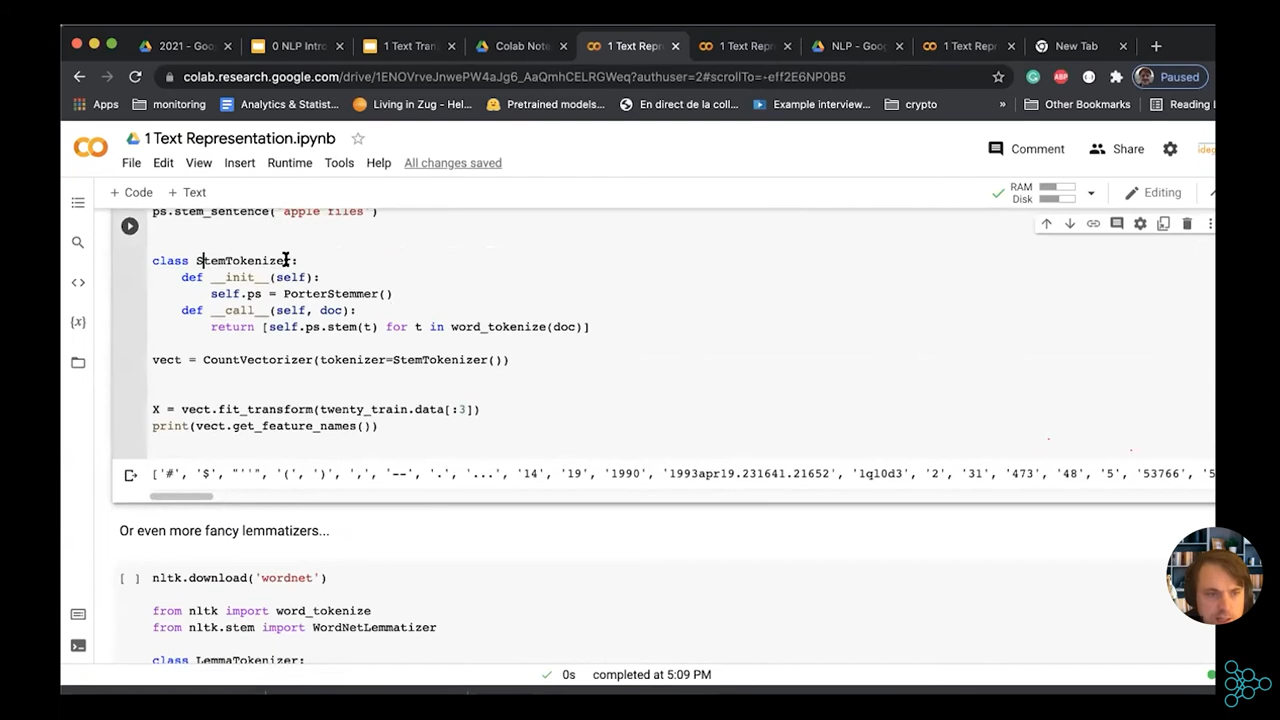 2021 - Goo
0 NLP Intro
1 Text Tran
Colab Note
1 Text Repr
1 Text Repr
NLP - Goo
1 Text Repr
New Tab
colab.research.google.com/drive/1ENOVrveJnwePW4aJg6_AaQmhCELRGWeq?authuser=2#scrollTo=-eff2E6NP0B5
Paused
Apps
monitoring
Analytics & Statist...
Living in Zug - Hel...
Pretrained models...
En direct de la coll...
Example interview...
crypto
»
Other Bookmarks
Reading
1 Text Representation.ipynb
File Edit View Insert Runtime Tools Help All changes saved
Comment
Share
+ Code + Text
RAM
Disk
Editing
ps.stem_sentence("apple files")
class StemTokenizer:
def __init__(self):
self.ps = PorterStemmer()
def __call__(self, doc):
return [self.ps.stem(t) for t in word_tokenize(doc)]
vect = CountVectorizer(tokenizer=StemTokenizer())
X = vect.fit_transform(twenty_train.data[:3])
print(vect.get_feature_names())
['#', '$', "''", '(', ')', ',', '--', '.', '...', '14', '19', '1990', '1993apr19.231641.21652', '1ql0d3', '2', '31', '473', '48', '5', '53766', '5
Or even more fancy lemmatizers...
[ ] nltk.download('wordnet')
from nltk import word_tokenize
from nltk.stem import WordNetLemmatizer
class LemmaTokenizer:
0s completed at 5:09 PM